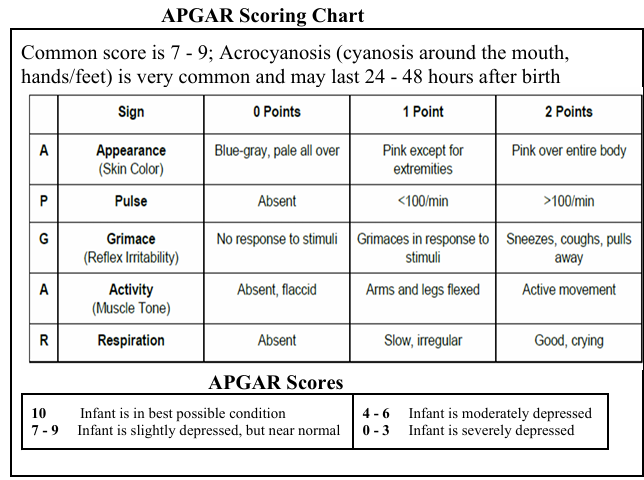 APGAR Scoring Chart
Common score is 7 - 9; Acrocyanosis (cyanosis around the mouth,
hands/feet) is very common and may last 24 - 48 hours after birth
Sign 0 Points 1 Point 2 Points
A Appearance (Skin Color) Blue-gray, pale all over Pink except for extremities Pink over entire body
P Pulse Absent <100/min >100/min
G Grimace (Reflex Irritability) No response to stimuli Grimaces in response to stimuli Sneezes, coughs, pulls away
A Activity (Muscle Tone) Absent, flaccid Arms and legs flexed Active movement
R Respiration Absent Slow, irregular Good, crying
APGAR Scores
10 Infant is in best possible condition
7 - 9 Infant is slightly depressed, but near normal
4 - 6 Infant is moderately depressed
0 - 3 Infant is severely depressed